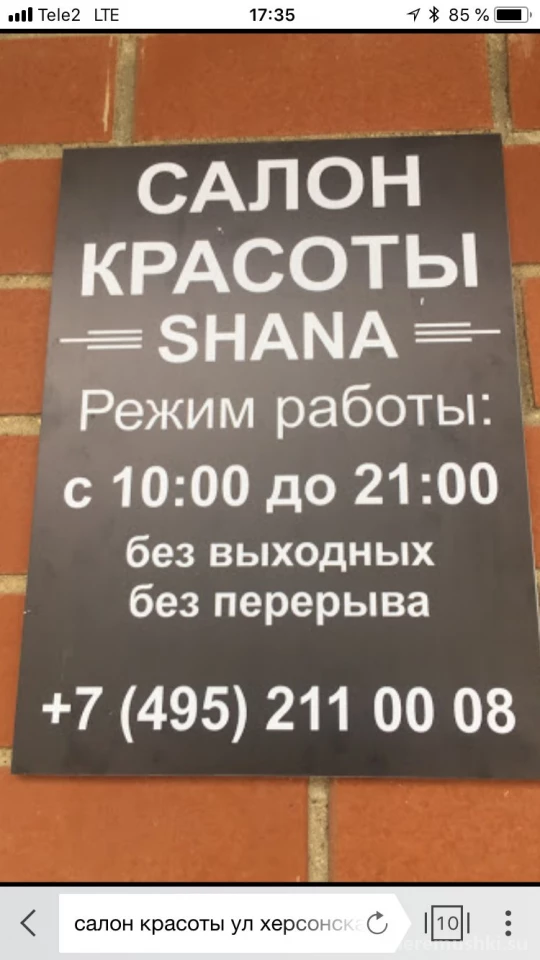 Tele2 LTE 17:35 85 %
САЛОН
КРАСОТЫ
SHANA
Режим работы:
с 10:00 до 21:00
без выходных
без перерыва
+7 (495) 211 00 08
салон красоты ул херсонска
10